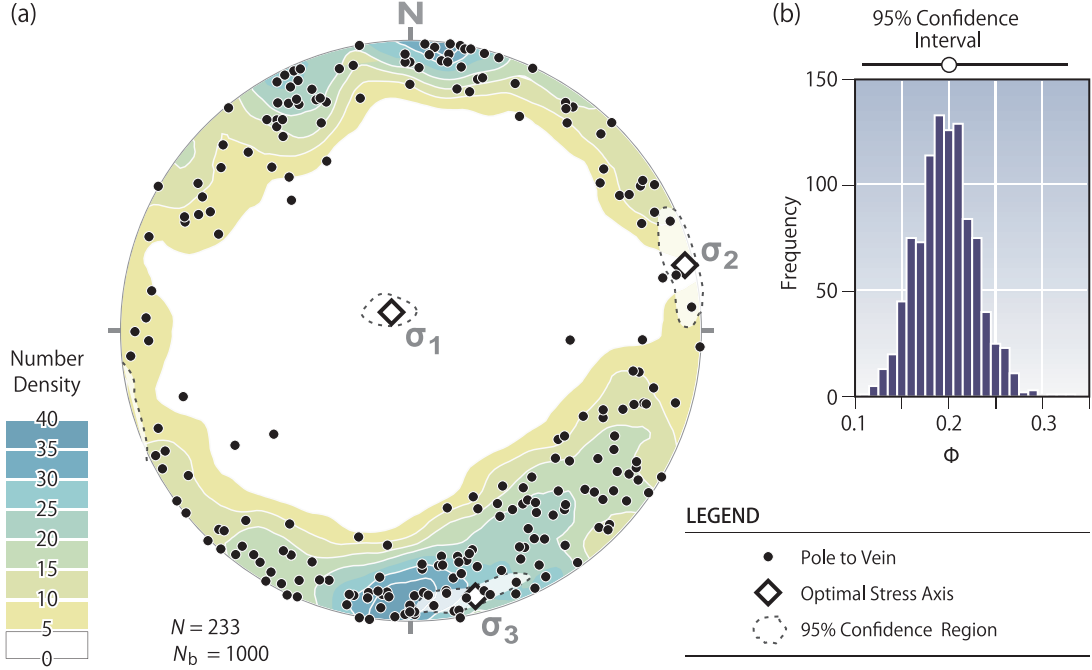 (a)
N
σ2
σ1
σ3
Number
Density
40
35
30
25
20
15
10
5
0
N = 233
Nb = 1000
(b)
95% Confidence
Interval
150
100
50
0
Frequency
0.1
0.2
0.3
Φ
LEGEND
Pole to Vein
Optimal Stress Axis
95% Confidence Region